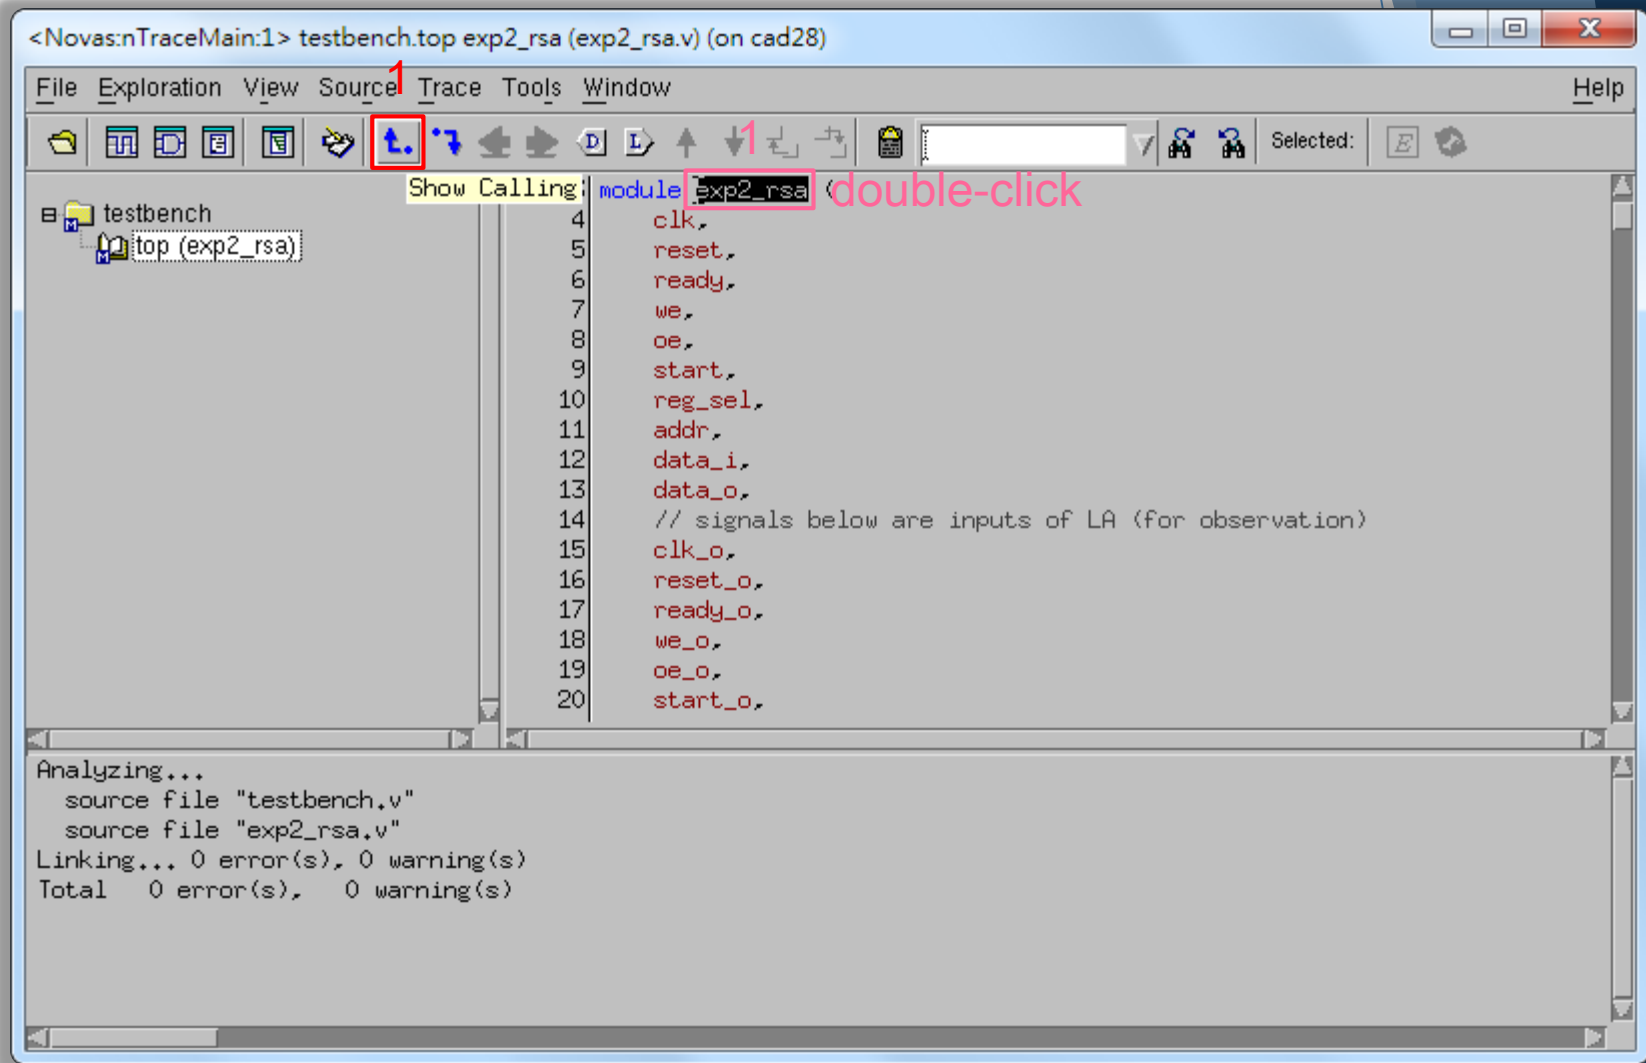 <Novas:nTraceMain:1> testbench.top exp2_rsa (exp2_rsa.v) (on cad28)
File Exploration View Source Trace Tools Window Help
1
D L 1 Selected: E
Show Calling module exp2_rsa ( double-click
testbench
top (exp2_rsa)
4 clk,
5 reset,
6 ready,
7 we,
8 oe,
9 start,
10 reg_sel,
11 addr,
12 data_i,
13 data_o,
14 // signals below are inputs of LA (for observation)
15 clk_o,
16 reset_o,
17 ready_o,
18 we_o,
19 oe_o,
20 start_o,
Analyzing...
source file "testbench.v"
source file "exp2_rsa.v"
Linking... 0 error(s), 0 warning(s)
Total 0 error(s), 0 warning(s)